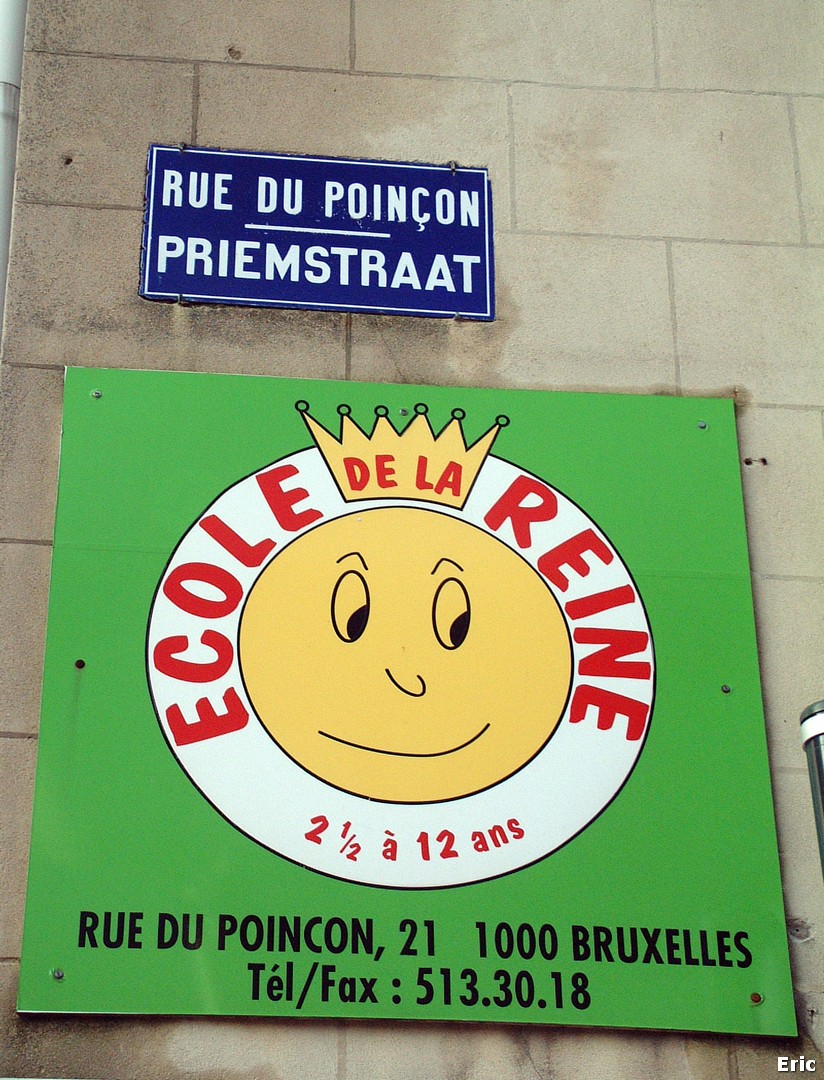 RUE DU POINÇON
PRIEMSTRAAT
ECOLE DE LA REINE
2 ½ à 12 ans
RUE DU POINCON, 21 1000 BRUXELLES
Tél/Fax : 513.30.18
Eric